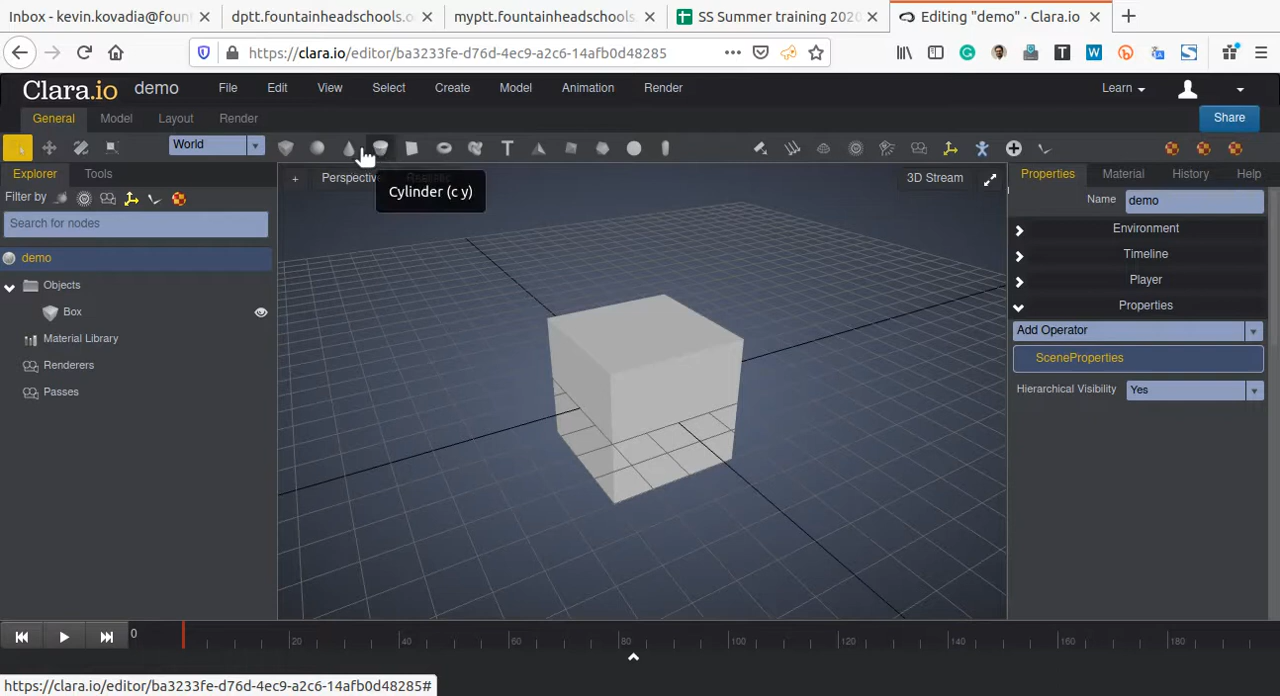 Inbox - kevin.kovadia@foun
dptt.fountainheadschools.o
myptt.fountainheadschools.
SS Summer training 2020
Editing "demo" · Clara.io
https://clara.io/editor/ba3233fe-d76d-4ec9-a2c6-14afb0d48285
Clara.io demo File Edit View Select Create Model Animation Render Learn
General Model Layout Render Share
World
Explorer Tools Perspective Realistic 3D Stream Properties Material History Help
Cylinder (c y)
Filter by
Name demo
Search for nodes
Environment
demo
Timeline
Objects
Player
Box
Properties
Material Library
Add Operator
Renderers
SceneProperties
Passes
Hierarchical Visibility Yes
0 20 40 60 80 100 120 140 160 180
https://clara.io/editor/ba3233fe-d76d-4ec9-a2c6-14afb0d48285#